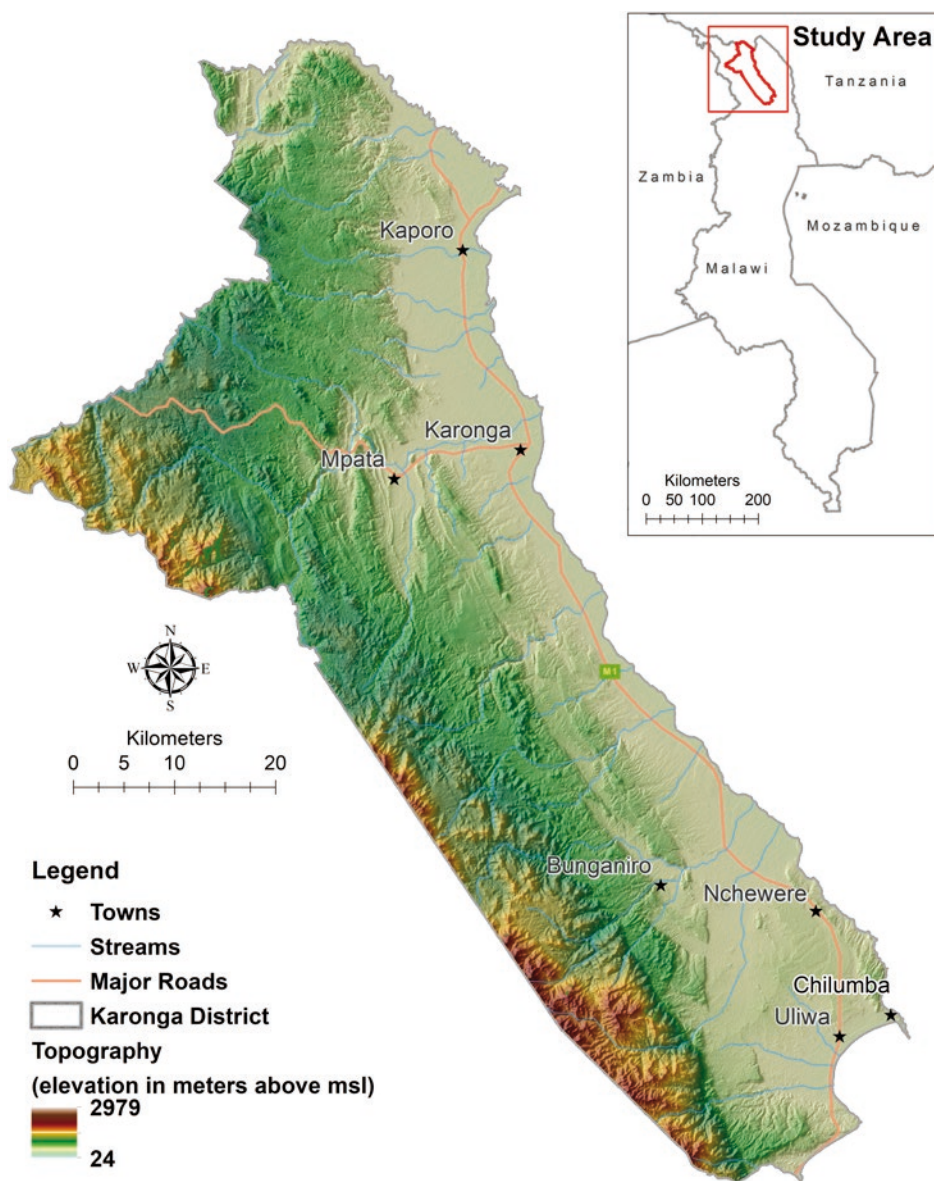 Study Area
Tanzania
Zambia
Mozambique
Malawi
Kilometers
0 50 100 200
Kaporo
Karonga
Mpata
M1
N
W E
S
Kilometers
0 5 10 20
Bunganiro
Nchewere
Chilumba
Uliwa
Legend
Towns
Streams
Major Roads
Karonga District
Topography
(elevation in meters above msl)
2979
24